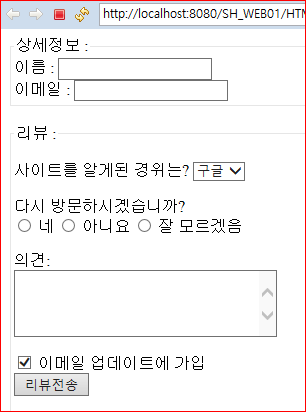 http://localhost:8080/SH_WEB01/HTM
상세정보 :
이름 :
이메일 :
리뷰 :
사이트를 알게된 경위는? 구글
다시 방문하시겠습니까?
네 아니요 잘 모르겠음
의견:
이메일 업데이트에 가입
리뷰전송